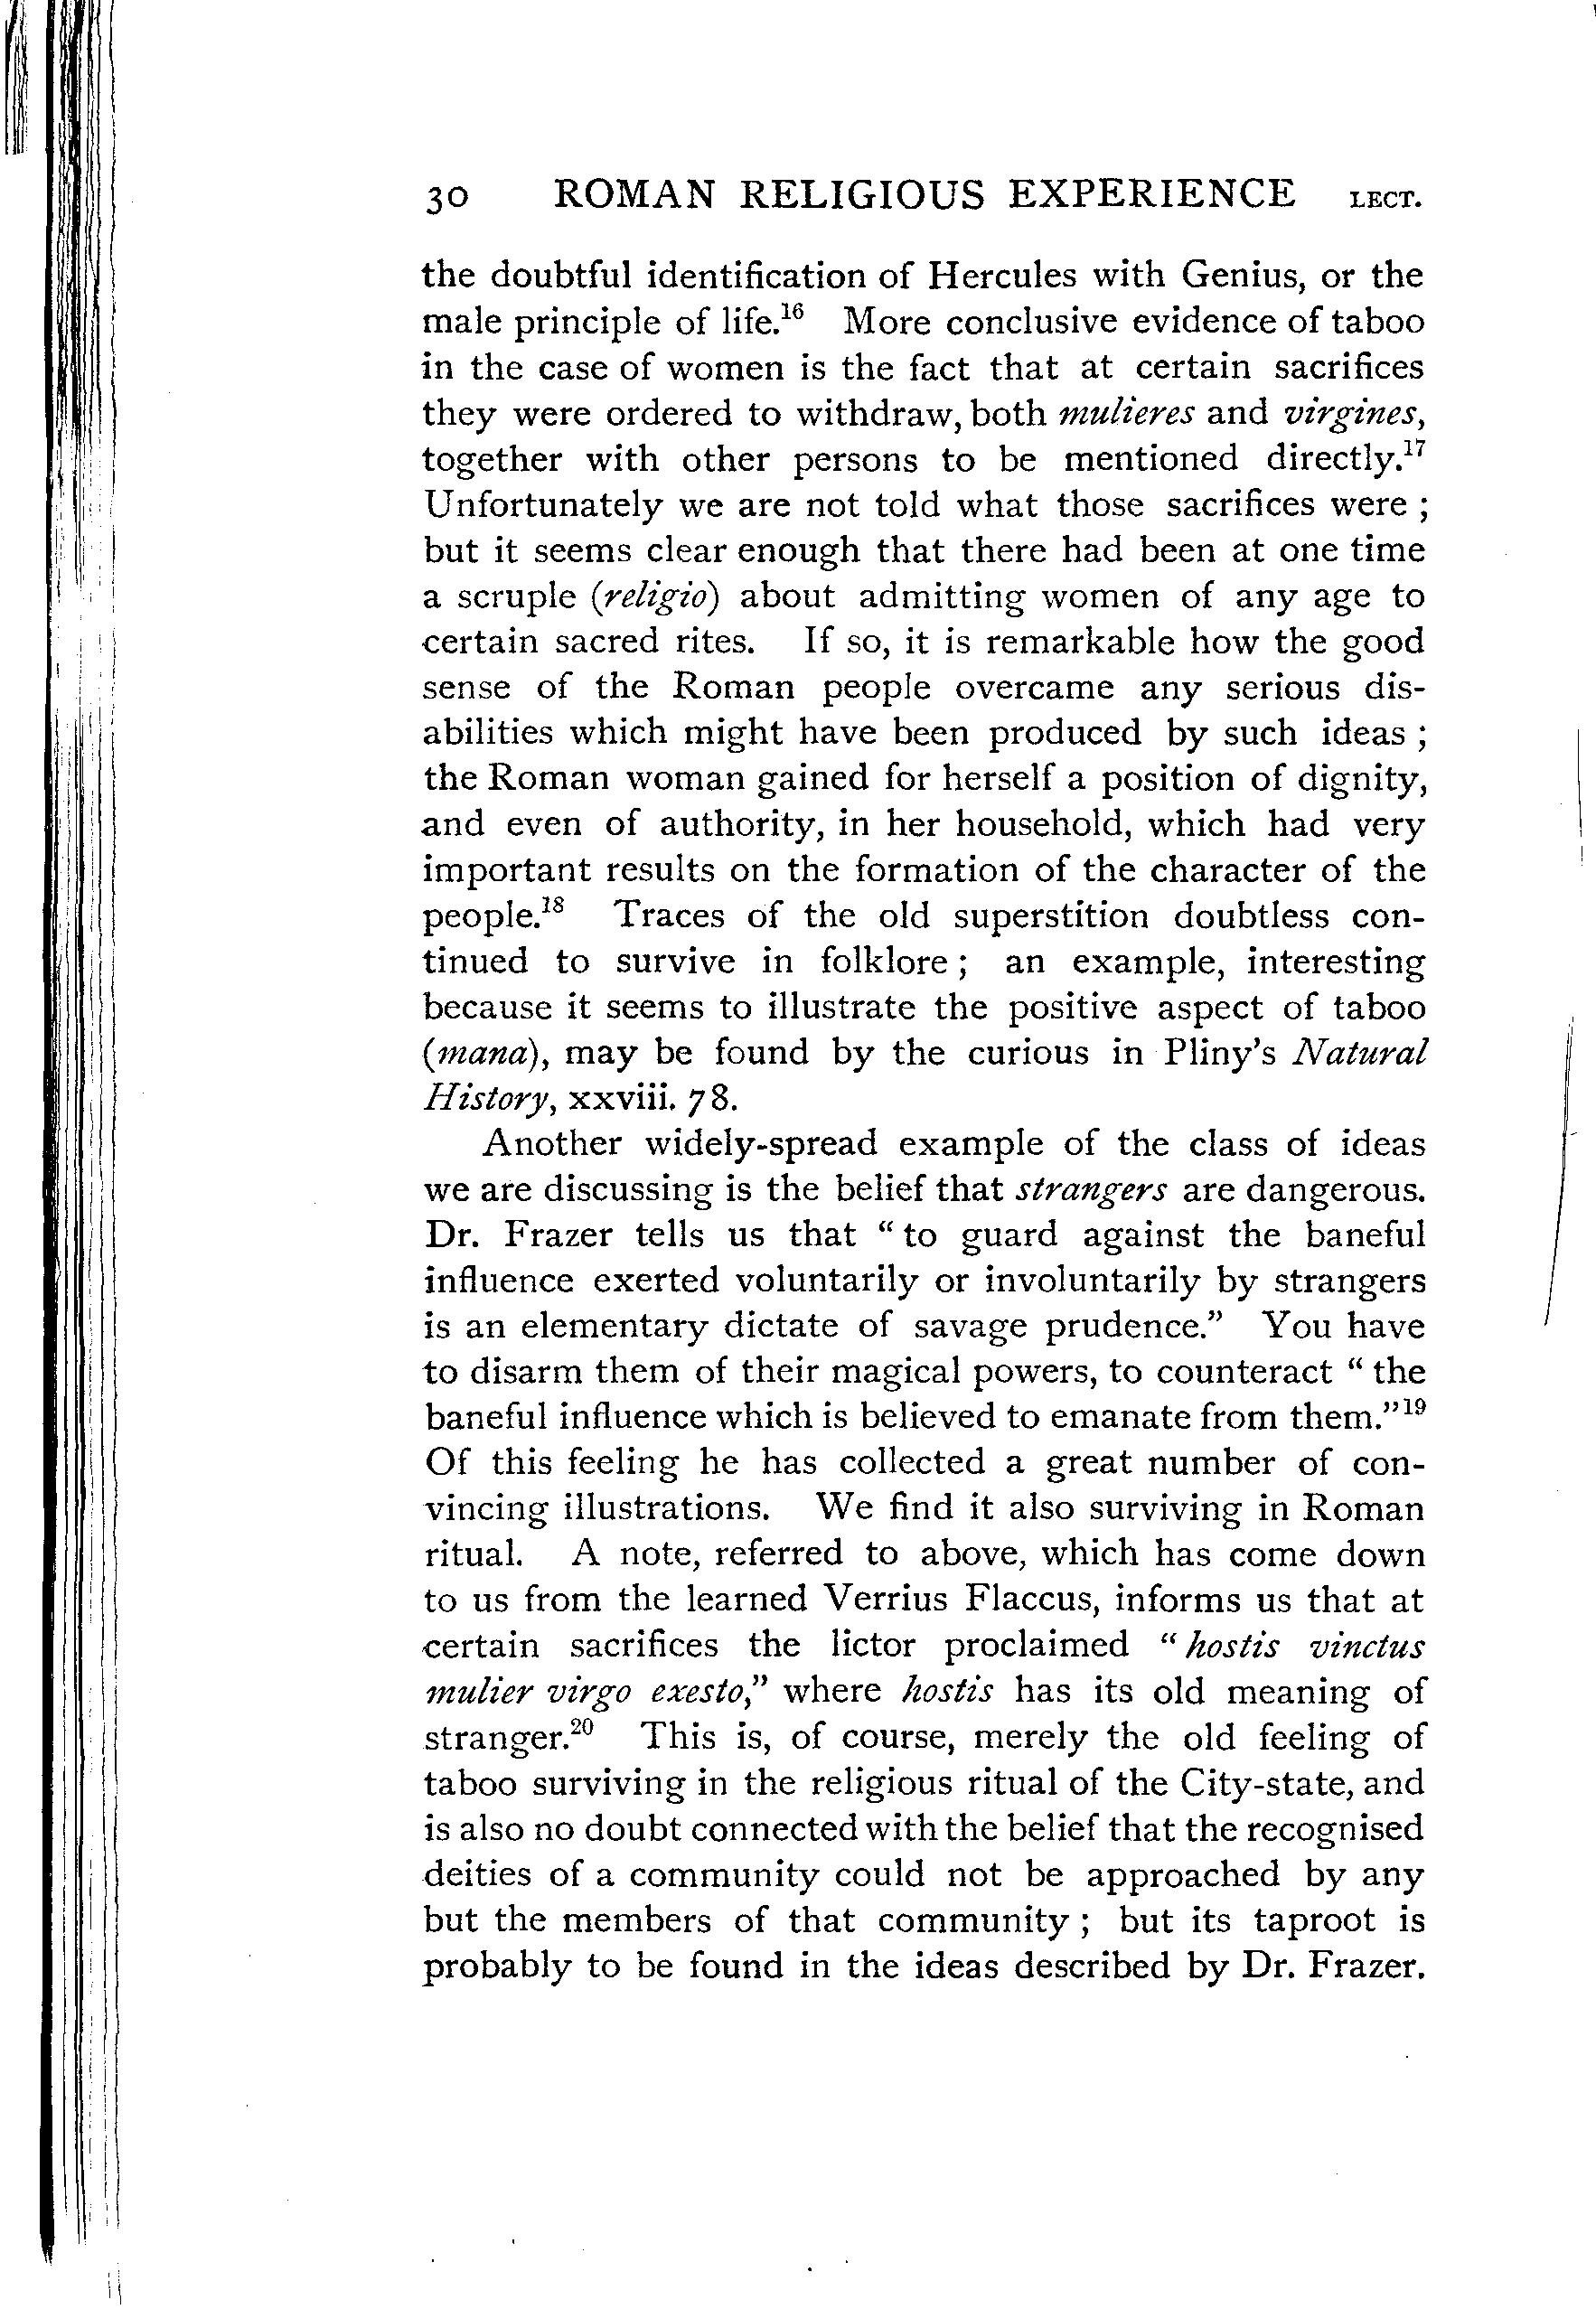 30 ROMAN RELIGIOUS EXPERIENCE LECT.
the doubtful identification of Hercules with Genius, or the
male principle of life.¹⁶ More conclusive evidence of taboo
in the case of women is the fact that at certain sacrifices
they were ordered to withdraw, both mulieres and virgines,
together with other persons to be mentioned directly.¹⁷
Unfortunately we are not told what those sacrifices were ;
but it seems clear enough that there had been at one time
a scruple (religio) about admitting women of any age to
certain sacred rites. If so, it is remarkable how the good
sense of the Roman people overcame any serious dis-
abilities which might have been produced by such ideas ;
the Roman woman gained for herself a position of dignity,
and even of authority, in her household, which had very
important results on the formation of the character of the
people.¹⁸ Traces of the old superstition doubtless con-
tinued to survive in folklore ; an example, interesting
because it seems to illustrate the positive aspect of taboo
(mana), may be found by the curious in Pliny's Natural
History, xxviii. 78.
Another widely-spread example of the class of ideas
we are discussing is the belief that strangers are dangerous.
Dr. Frazer tells us that “ to guard against the baneful
influence exerted voluntarily or involuntarily by strangers
is an elementary dictate of savage prudence.” You have
to disarm them of their magical powers, to counteract “ the
baneful influence which is believed to emanate from them.”¹⁹
Of this feeling he has collected a great number of con-
vincing illustrations. We find it also surviving in Roman
ritual. A note, referred to above, which has come down
to us from the learned Verrius Flaccus, informs us that at
certain sacrifices the lictor proclaimed “ hostis vinctus
mulier virgo exesto,” where hostis has its old meaning of
stranger.²⁰ This is, of course, merely the old feeling of
taboo surviving in the religious ritual of the City-state, and
is also no doubt connected with the belief that the recognised
deities of a community could not be approached by any
but the members of that community ; but its taproot is
probably to be found in the ideas described by Dr. Frazer.